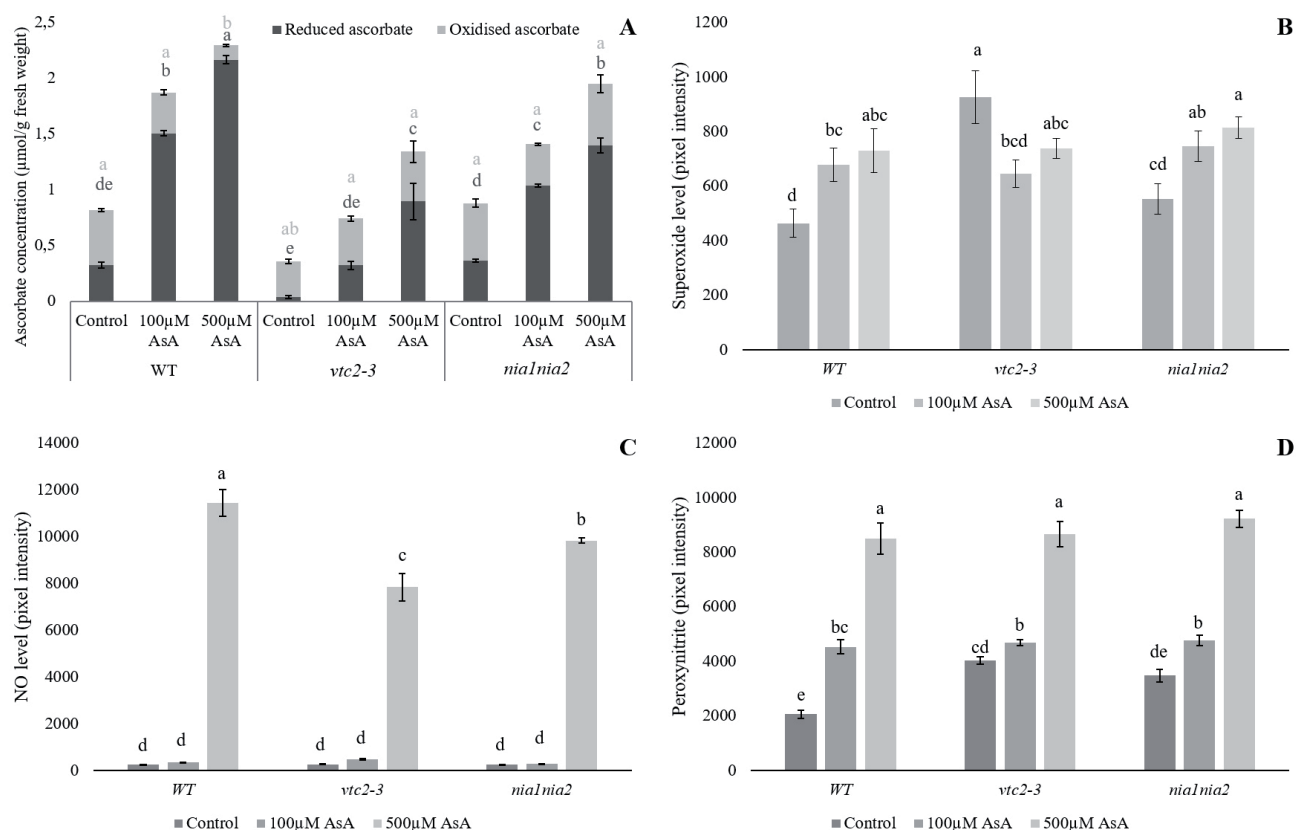 A
Reduced ascorbate
Oxidised ascorbate
Ascorbate concentration (µmol/g fresh weight)
2,5
2
1,5
1
0,5
0
a
de
a
b
b
a
ab
e
a
de
a
c
a
d
a
c
a
b
Control
100µM AsA
500µM AsA
Control
100µM AsA
500µM AsA
Control
100µM AsA
500µM AsA
WT
vtc2-3
nia1nia2
B
Superoxide level (pixel intensity)
1200
1000
800
600
400
200
0
d
bc
abc
a
bcd
abc
cd
ab
a
WT
vtc2-3
nia1nia2
Control
100µM AsA
500µM AsA
C
NO level (pixel intensity)
14000
12000
10000
8000
6000
4000
2000
0
d
d
a
d
d
c
d
d
b
WT
vtc2-3
nia1nia2
Control
100µM AsA
500µM AsA
D
Peroxynitrite (pixel intensity)
12000
10000
8000
6000
4000
2000
0
e
bc
a
cd
b
a
de
b
a
WT
vtc2-3
nia1nia2
Control
100µM AsA
500µM AsA